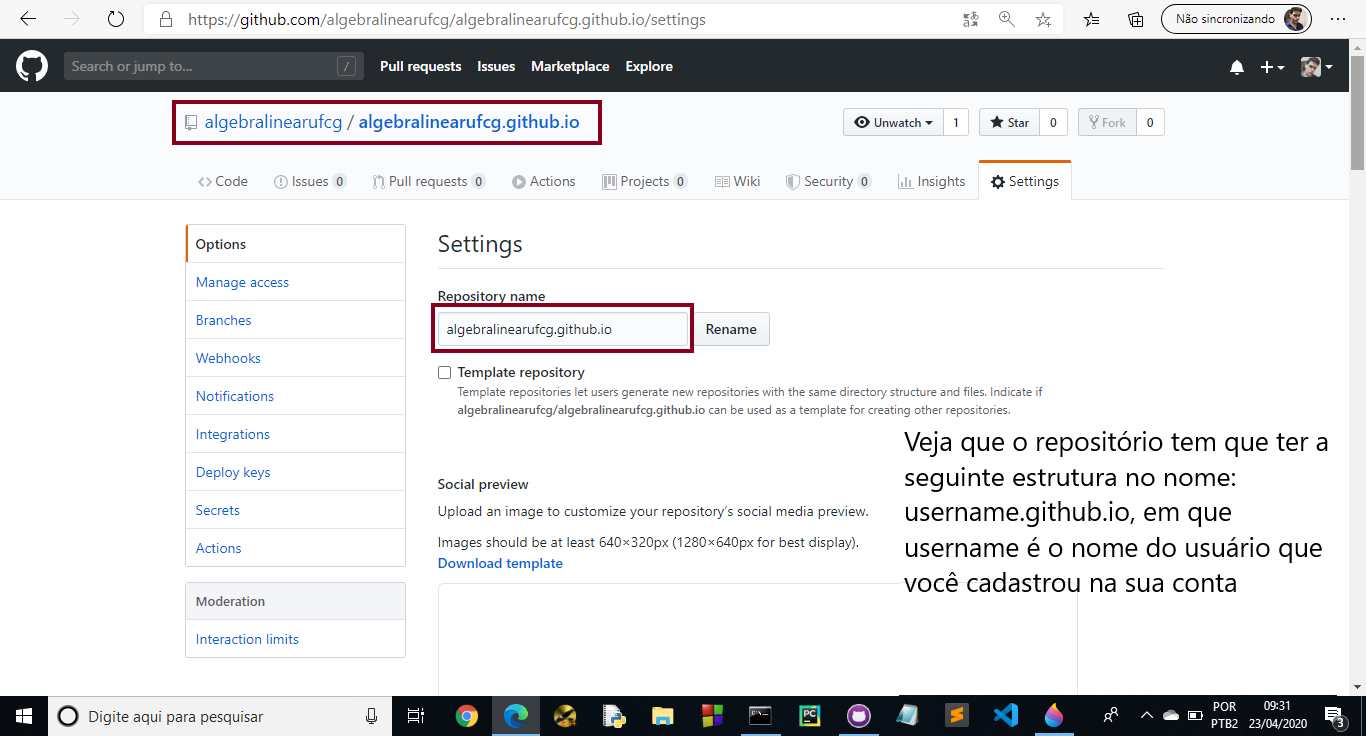 https://github.com/algebralinearufcg/algebralinearufcg.github.io/settings
Não sincronizando
Search or jump to...
/
Pull requests
Issues
Marketplace
Explore
algebralinearufcg / algebralinearufcg.github.io
Unwatch 1
Star 0
Fork 0
Code
Issues 0
Pull requests 0
Actions
Projects 0
Wiki
Security 0
Insights
Settings
Options
Manage access
Branches
Webhooks
Notifications
Integrations
Deploy keys
Secrets
Actions
Moderation
Interaction limits
Settings
Repository name
algebralinearufcg.github.io
Rename
Template repository
Template repositories let users generate new repositories with the same directory structure and files. Indicate if
algebralinearufcg/algebralinearufcg.github.io can be used as a template for creating other repositories.
Social preview
Upload an image to customize your repository's social media preview.
Images should be at least 640×320px (1280×640px for best display).
Download template
Veja que o repositório tem que ter a
seguinte estrutura no nome:
username.github.io, em que
username é o nome do usuário que
você cadastrou na sua conta
Digite aqui para pesquisar
PC
POR
PTB2
09:31
23/04/2020
3